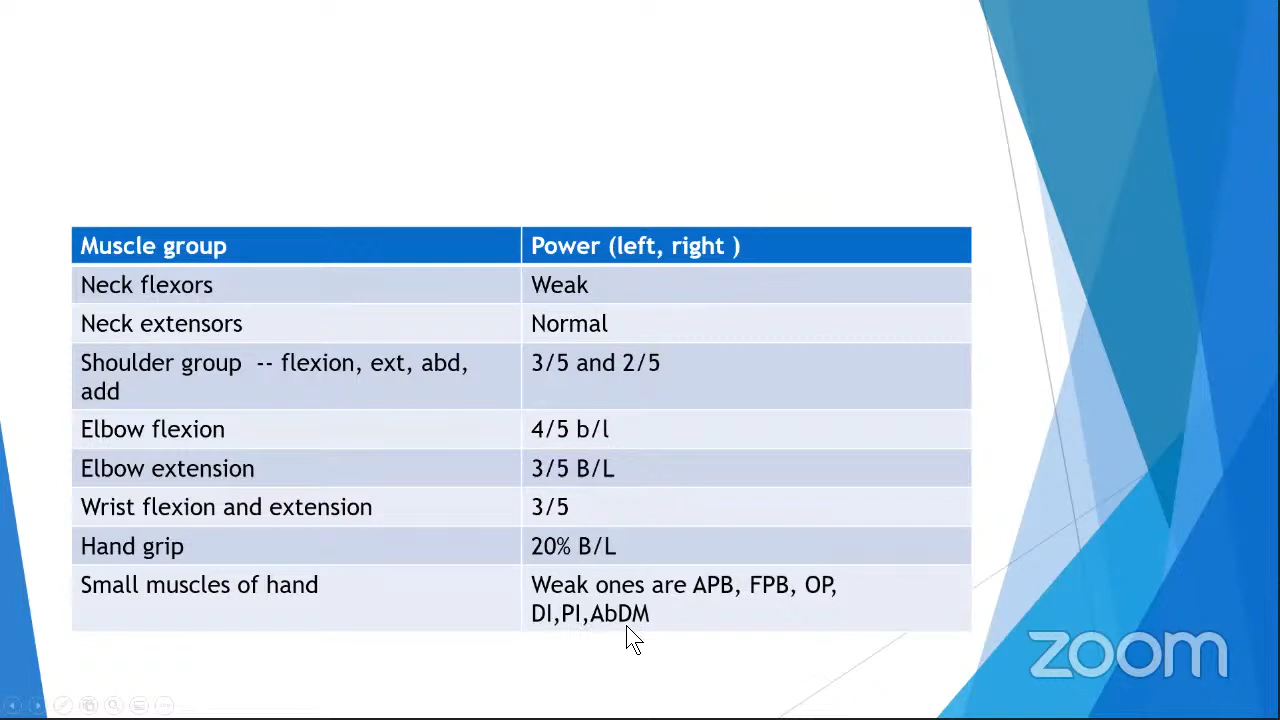 Muscle group Power (left, right )
Neck flexors Weak
Neck extensors Normal
Shoulder group -- flexion, ext, abd, 3/5 and 2/5
add
Elbow flexion 4/5 b/l
Elbow extension 3/5 B/L
Wrist flexion and extension 3/5
Hand grip 20% B/L
Small muscles of hand Weak ones are APB, FPB, OP,
DI,PI,AbDM
zoom